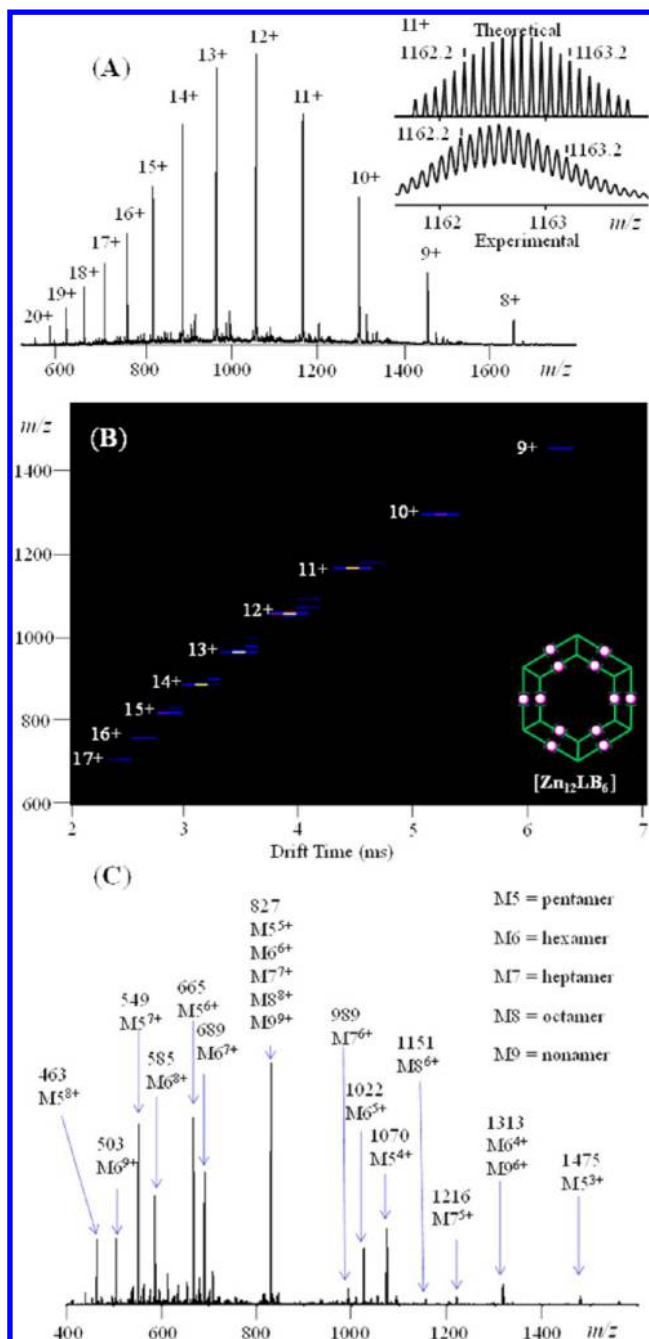 (A)
12+
13+
14+
11+
15+
10+
16+
17+
9+
18+
19+
20+
8+
600 800 1000 1200 1400 1600 m/z
11+
Theoretical
1162.2 1163.2
1162.2 1163.2
1162 1163 m/z
Experimental
m/z
(B)
9+
1400
10+
1200
11+
12+
1000
13+
14+
800
15+
16+
17+
600
[Zn12LB6]
2 3 4 5 6 7
Drift Time (ms)
(C)
827
M5⁵⁺
M6⁶⁺
M7⁷⁺
M8⁸⁺
M9⁹⁺
M5 = pentamer
M6 = hexamer
M7 = heptamer
M8 = octamer
M9 = nonamer
665
M5⁶⁺
549
M5⁷⁺
689
M6⁷⁺
585
M6⁸⁺
463
M5⁸⁺
503
M6⁹⁺
989
M7⁶⁺
1151
M8⁶⁺
1022
M6⁵⁺
1070
M5⁴⁺
1216
M7⁵⁺
1313
M6⁴⁺
M9⁶⁺
1475
M5³⁺
400 600 800 1000 1200 1400 m/z